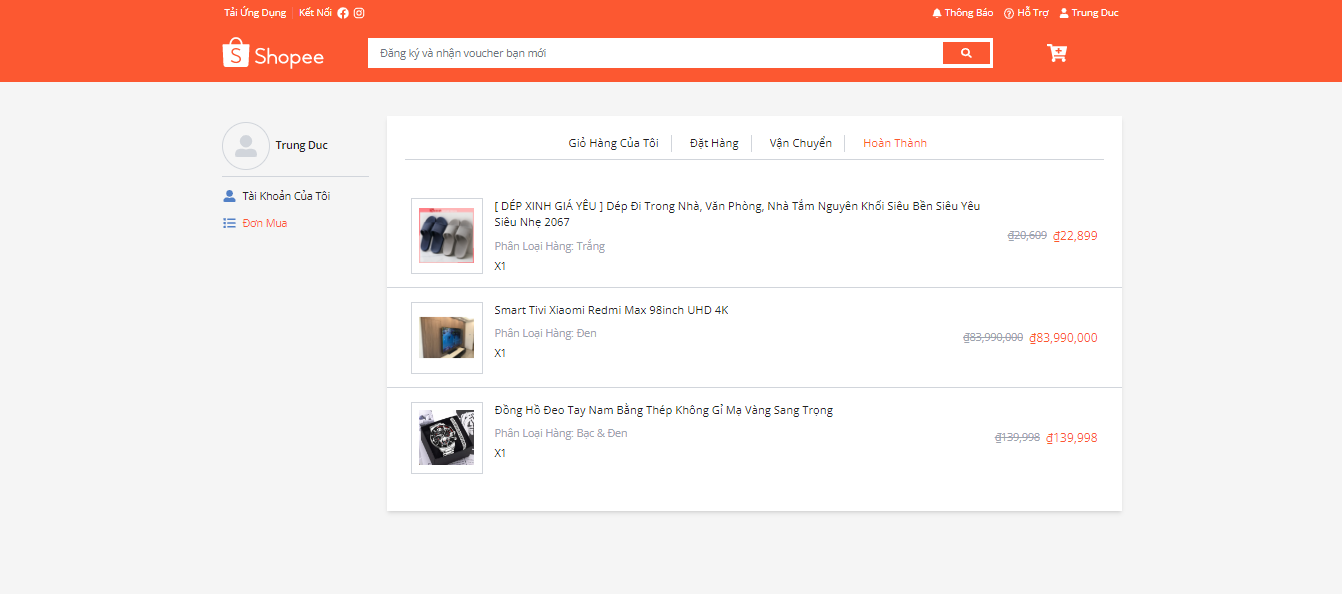 Tải Ứng Dụng Kết Nối Thông Báo Hỗ Trợ Trung Duc
Shopee Đăng ký và nhận voucher bạn mới
Trung Duc
Tài Khoản Của Tôi
Đơn Mua
Giỏ Hàng Của Tôi Đặt Hàng Vận Chuyển Hoàn Thành
[ DÉP XINH GIÁ YÊU ] Dép Đi Trong Nhà, Văn Phòng, Nhà Tắm Nguyên Khối Siêu Bền Siêu Yêu
Siêu Nhẹ 2067
Phân Loại Hàng: Trắng
X1
₫20,609 ₫22,899
Smart Tivi Xiaomi Redmi Max 98inch UHD 4K
Phân Loại Hàng: Đen
X1
₫83,990,000 ₫83,990,000
Đồng Hồ Đeo Tay Nam Bằng Thép Không Gỉ Mạ Vàng Sang Trọng
Phân Loại Hàng: Bạc & Đen
X1
₫139,998 ₫139,998